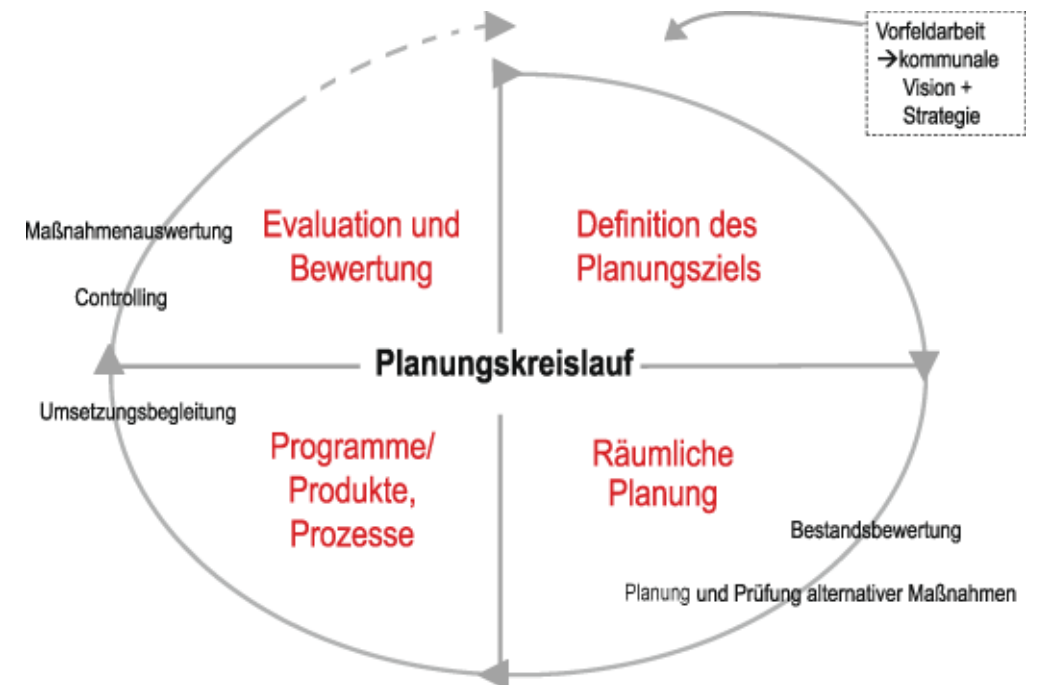 Vorfeldarbeit
→kommunale
Vision +
Strategie
Evaluation und
Bewertung
Definition des
Planungsziels
Maßnahmenauswertung
Controlling
Planungskreislauf
Umsetzungsbegleitung
Programme/
Produkte,
Prozesse
Räumliche
Planung
Bestandsbewertung
Planung und Prüfung alternativer Maßnahmen